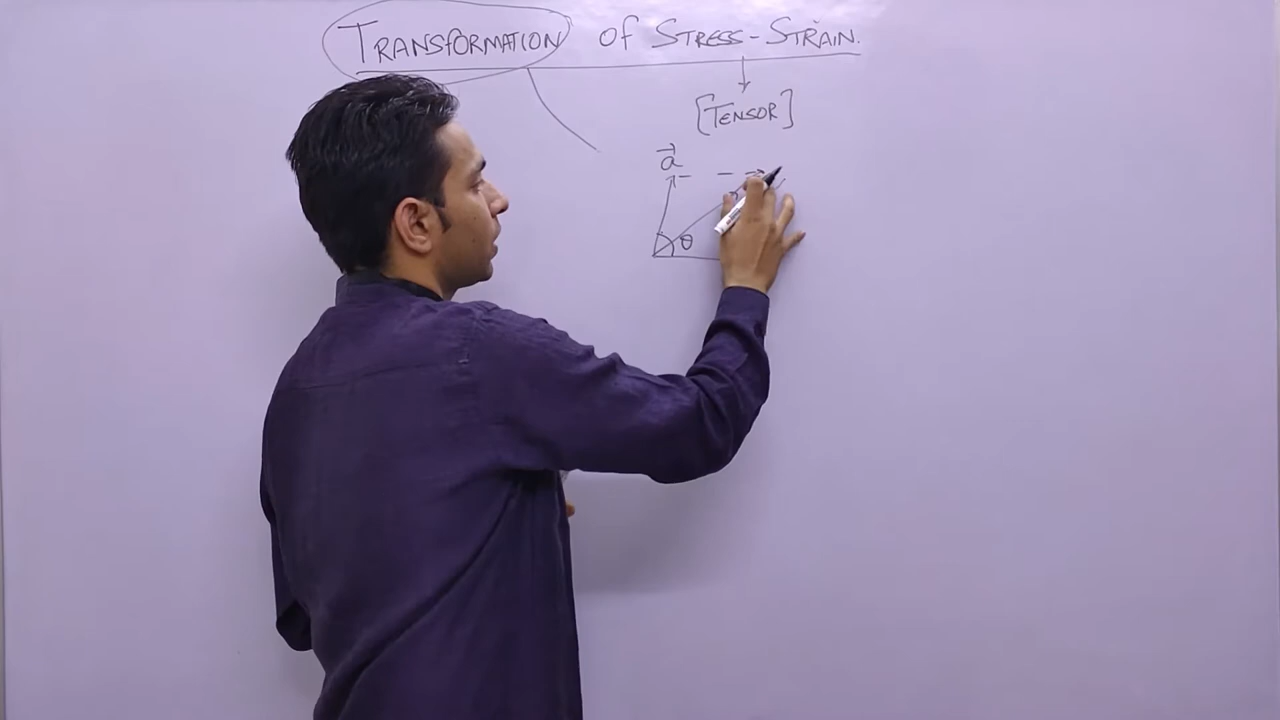 TRANSFORMATION of STRESS-STRAIN.
[TENSOR]
a
θ